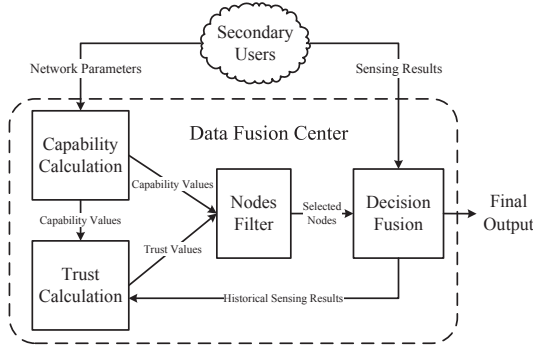 Secondary
Users
Network Parameters
Sensing Results
Data Fusion Center
Capability
Calculation
Capability Values
Nodes
Filter
Selected
Nodes
Decision
Fusion
Final
Output
Capability Values
Trust Values
Trust
Calculation
Historical Sensing Results